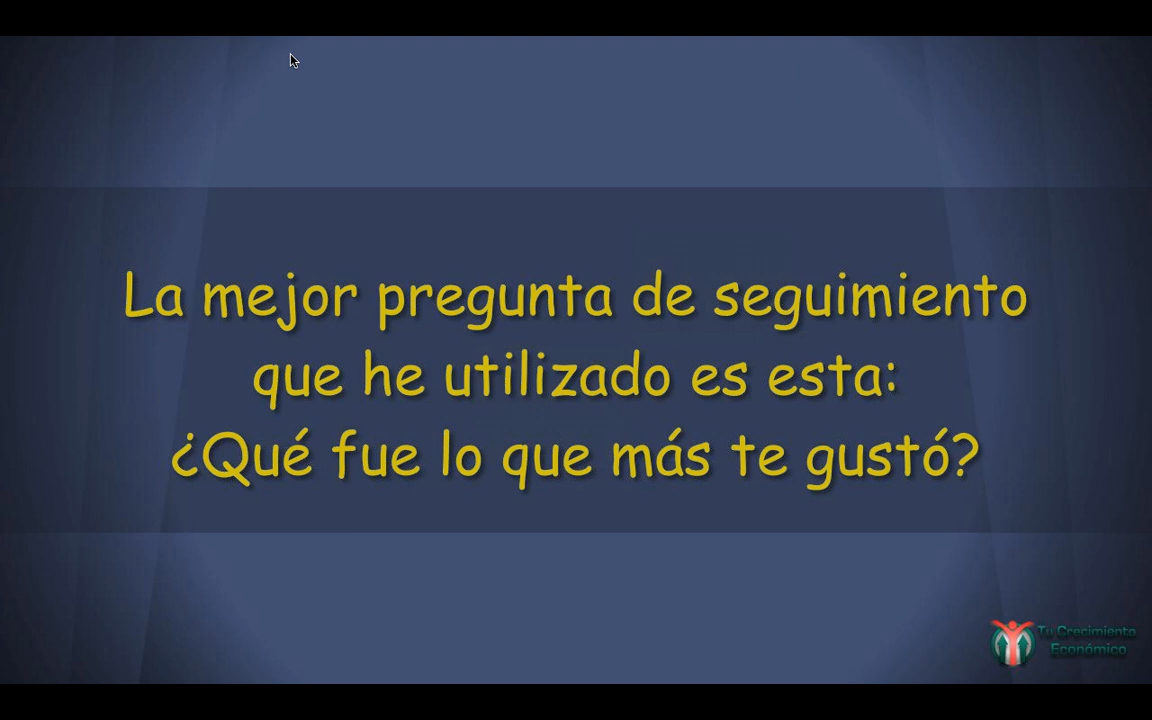 La mejor pregunta de seguimiento
que he utilizado es esta:
¿Qué fue lo que más te gustó?
Tu Crecimiento
Económico